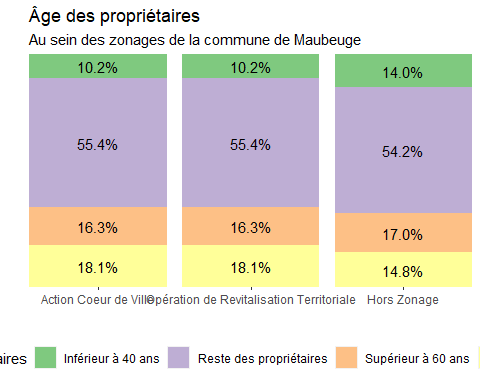 Âge des propriétaires
Au sein des zonages de la commune de Maubeuge
10.2% 10.2% 14.0%
55.4% 55.4% 54.2%
16.3% 16.3% 17.0%
18.1% 18.1% 14.8%
Action Coeur de Ville Opération de Revitalisation Territoriale Hors Zonage
aires Inférieur à 40 ans Reste des propriétaires Supérieur à 60 ans